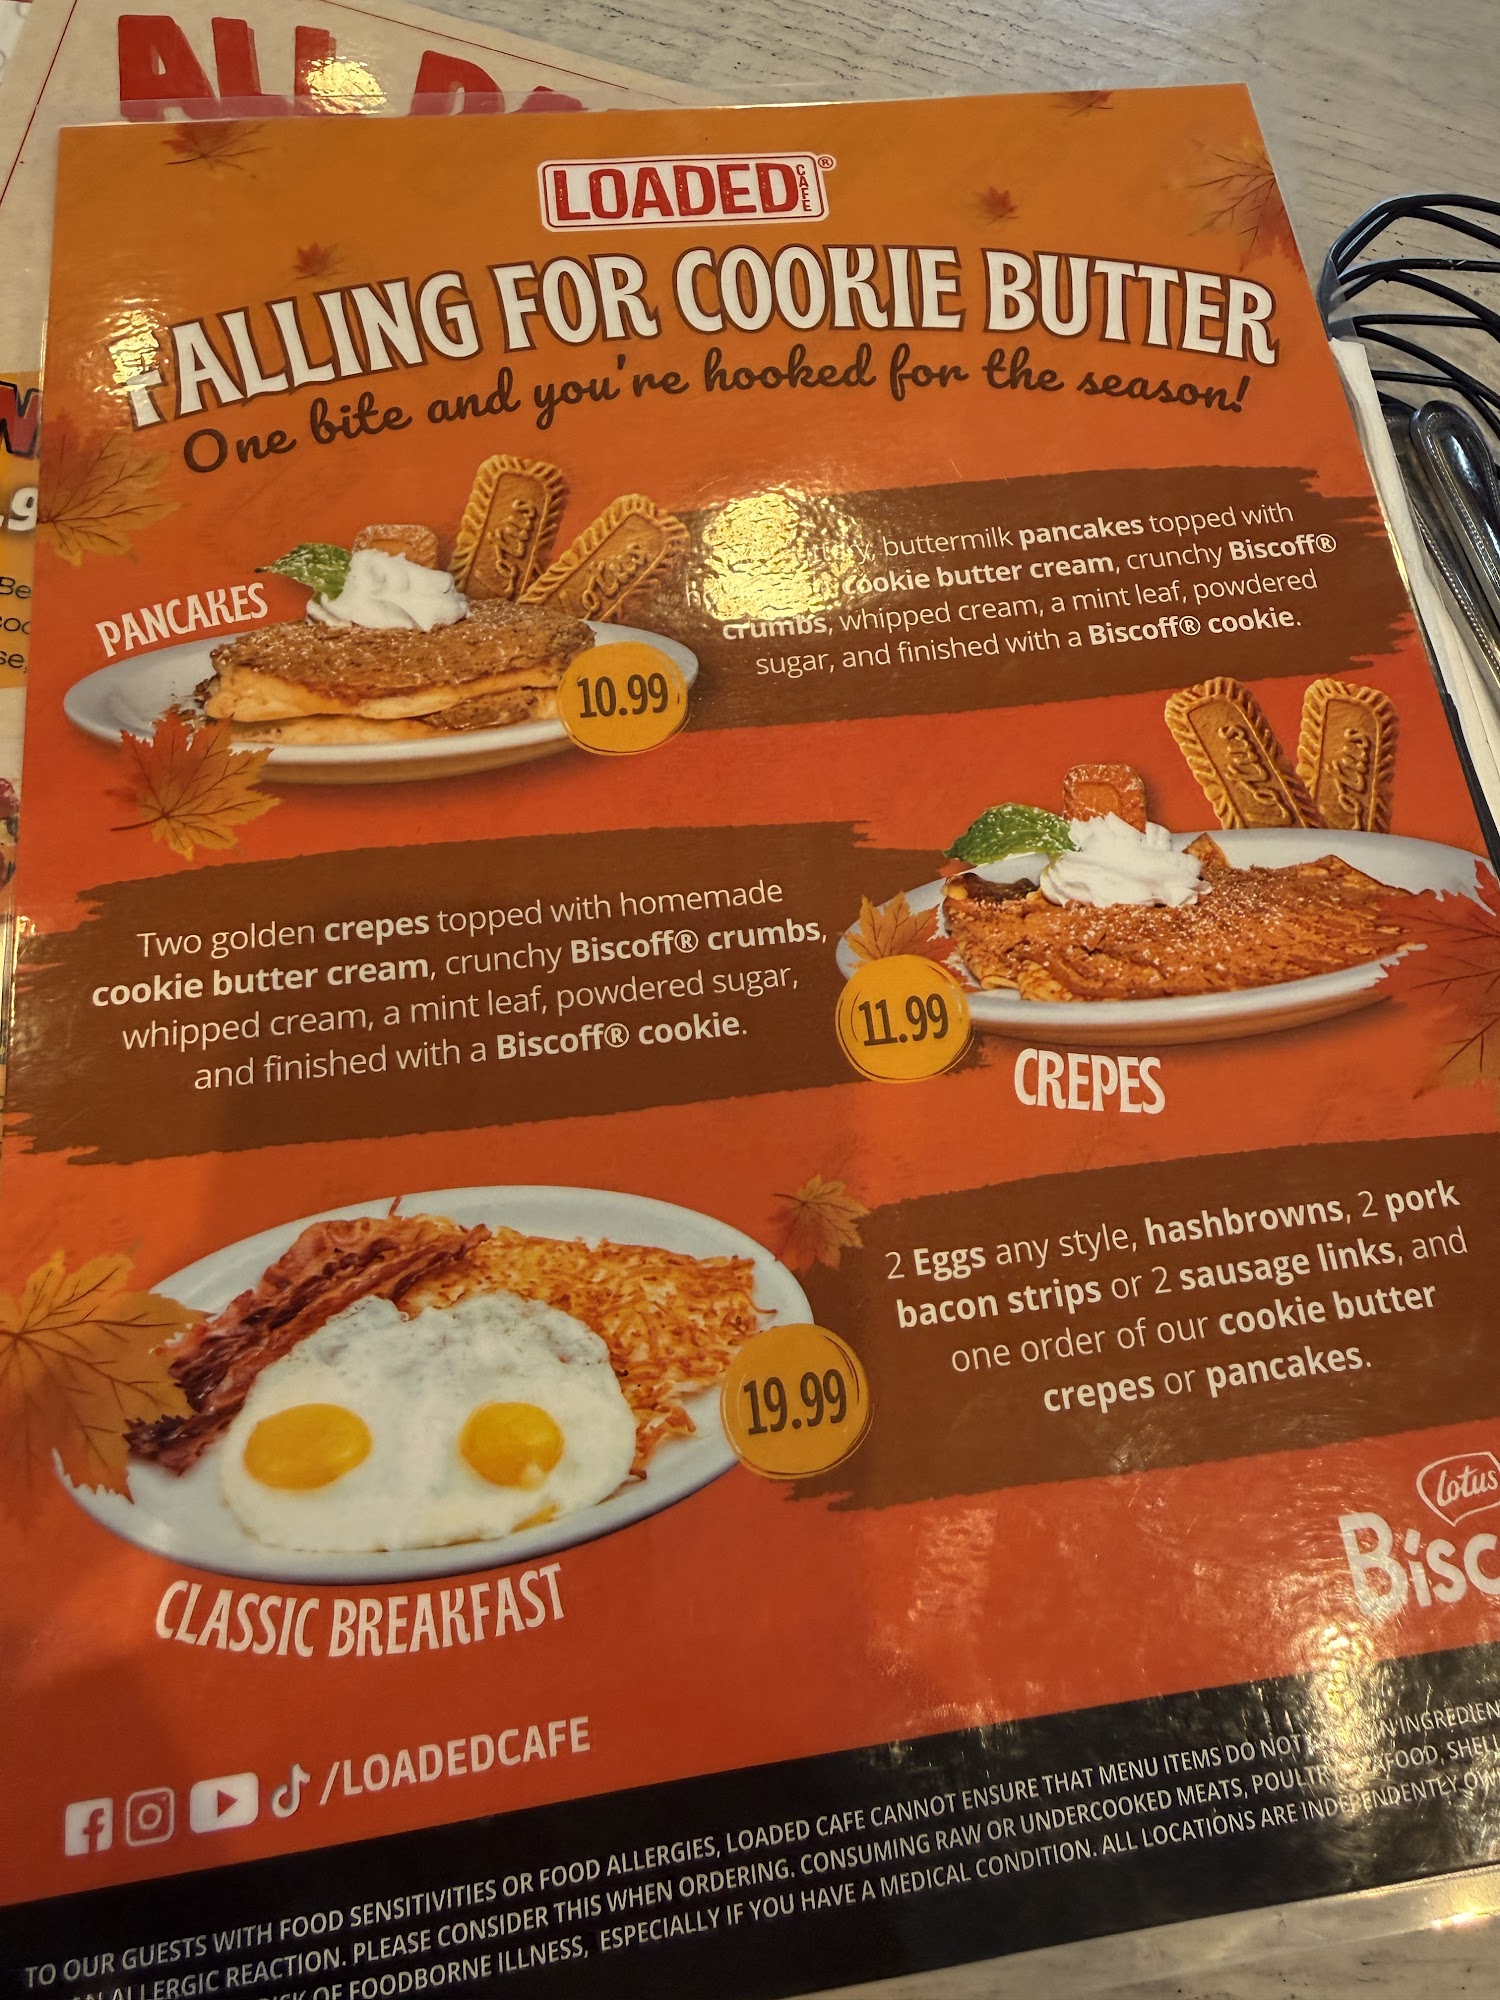 LOADED CAFE®
FALLING FOR COOKIE BUTTER
One bite and you're hooked for the season!
PANCAKES
10.99
buttermilk pancakes topped with
cookie butter cream, crunchy Biscoff®
crumbs, whipped cream, a mint leaf, powdered
sugar, and finished with a Biscoff® cookie.
Two golden crepes topped with homemade
cookie butter cream, crunchy Biscoff® crumbs,
whipped cream, a mint leaf, powdered sugar,
and finished with a Biscoff® cookie.
11.99
CREPES
2 Eggs any style, hashbrowns, 2 pork
bacon strips or 2 sausage links, and
one order of our cookie butter
crepes or pancakes.
19.99
CLASSIC BREAKFAST
Lotus
Bisc
/LOADEDCAFE
TO OUR GUESTS WITH FOOD SENSITIVITIES OR FOOD ALLERGIES, LOADED CAFE CANNOT ENSURE THAT MENU ITEMS DO NOT INGREDIEN
ALLERGIC REACTION. PLEASE CONSIDER THIS WHEN ORDERING. CONSUMING RAW OR UNDERCOOKED MEATS, POULTRY, SEAFOOD, SHELL
OF FOODBORNE ILLNESS, ESPECIALLY IF YOU HAVE A MEDICAL CONDITION. ALL LOCATIONS ARE INDEPENDENTLY OW